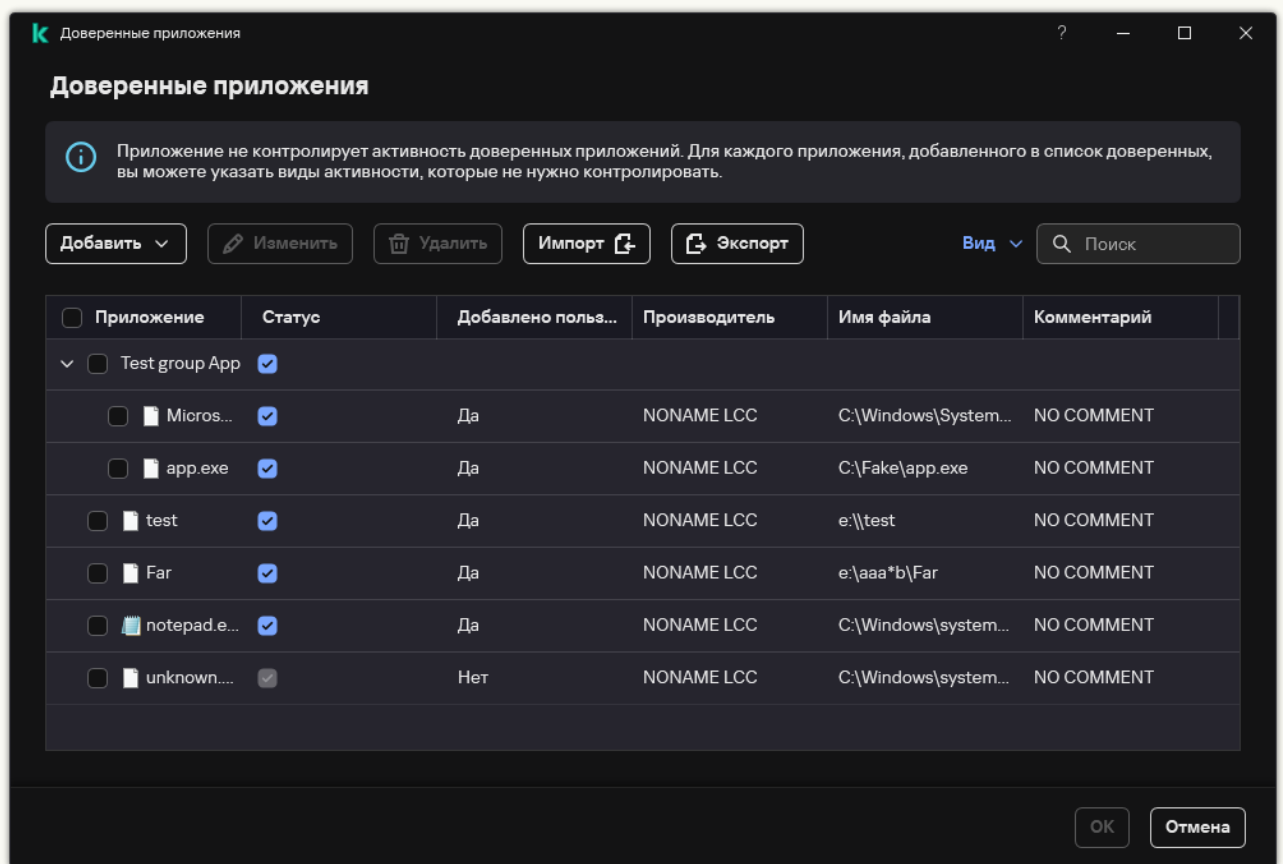 Доверенные приложения
?
Доверенные приложения
Приложение не контролирует активность доверенных приложений. Для каждого приложения, добавленного в список доверенных,
вы можете указать виды активности, которые не нужно контролировать.
Добавить Изменить Удалить Импорт Экспорт Вид Поиск
Приложение Статус Добавлено польз... Производитель Имя файла Комментарий
Test group App
Micros... Да NONAME LCC C:\Windows\System... NO COMMENT
app.exe Да NONAME LCC C:\Fake\app.exe NO COMMENT
test Да NONAME LCC e:\\test NO COMMENT
Far Да NONAME LCC e:\aaa*b\Far NO COMMENT
notepad.e... Да NONAME LCC C:\Windows\system... NO COMMENT
unknown.... Нет NONAME LCC C:\Windows\system... NO COMMENT
OK Отмена